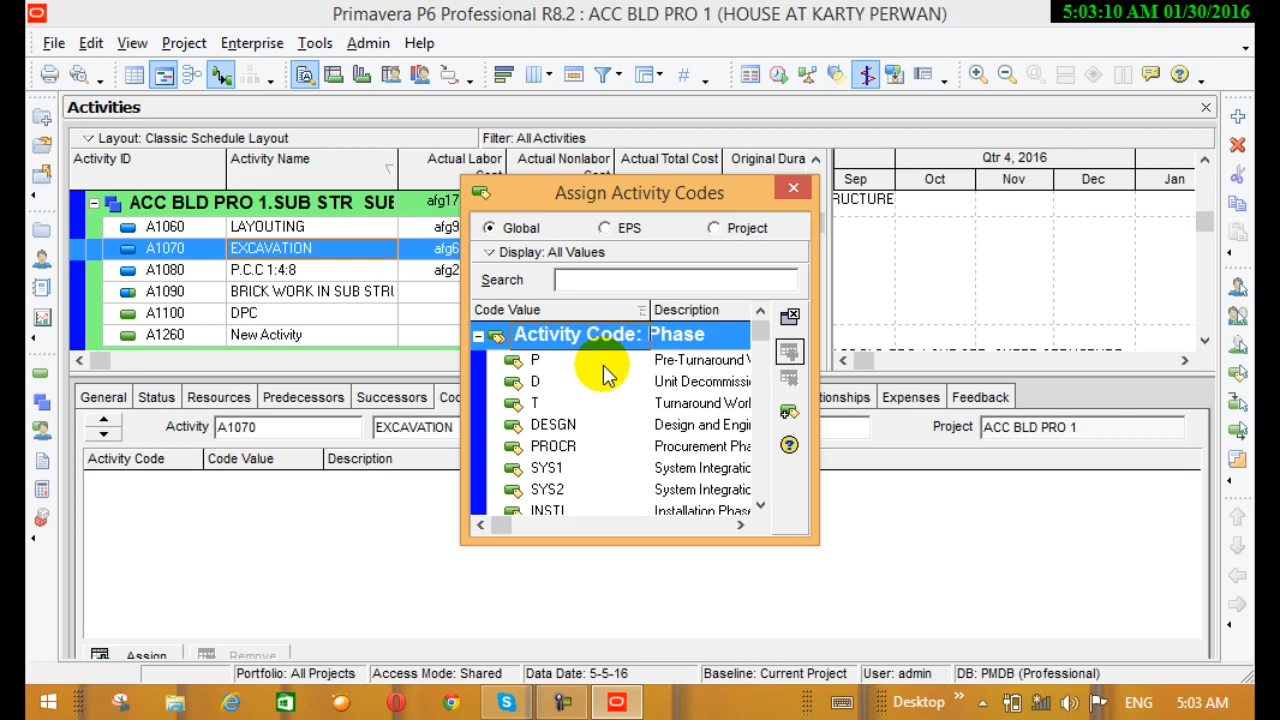 Primavera P6 Professional R8.2 : ACC BLD PRO 1 (HOUSE AT KARTY PERWAN)
5:03:10 AM 01/30/2016
File Edit View Project Enterprise Tools Admin Help
Activities
Layout: Classic Schedule Layout
Filter: All Activities
Activity ID Activity Name Actual Labor Actual Nonlabor Actual Total Cost Original Dura
Qtr 4, 2016
Sep Oct Nov Dec Jan
ACC BLD PRO 1.SUB STR SUE afg17
RUCTURE
A1060 LAYOUTING afg9
A1070 EXCAVATION afg6
A1080 P.C.C 1:4:8 afg2
A1090 BRICK WORK IN SUB STRU
A1100 DPC
A1260 New Activity
Assign Activity Codes
Global EPS Project
Display: All Values
Search
Code Value Description
Activity Code: Phase
P Pre-Turnaround
D Unit Decommissi
T Turnaround Worl
DESGN Design and Engi
PROCR Procurement Pha
SYS1 System Integratic
SYS2 System Integratic
INSTL Installation Phase
General Status Resources Predecessors Successors Coc
ionships Expenses Feedback
Activity A1070 EXCAVATION
Project ACC BLD PRO 1
Activity Code Code Value Description
Assign Remove
Portfolio: All Projects Access Mode: Shared Data Date: 5-5-16 Baseline: Current Project User: admin DB: PMDB (Professional)
Desktop ENG 5:03 AM